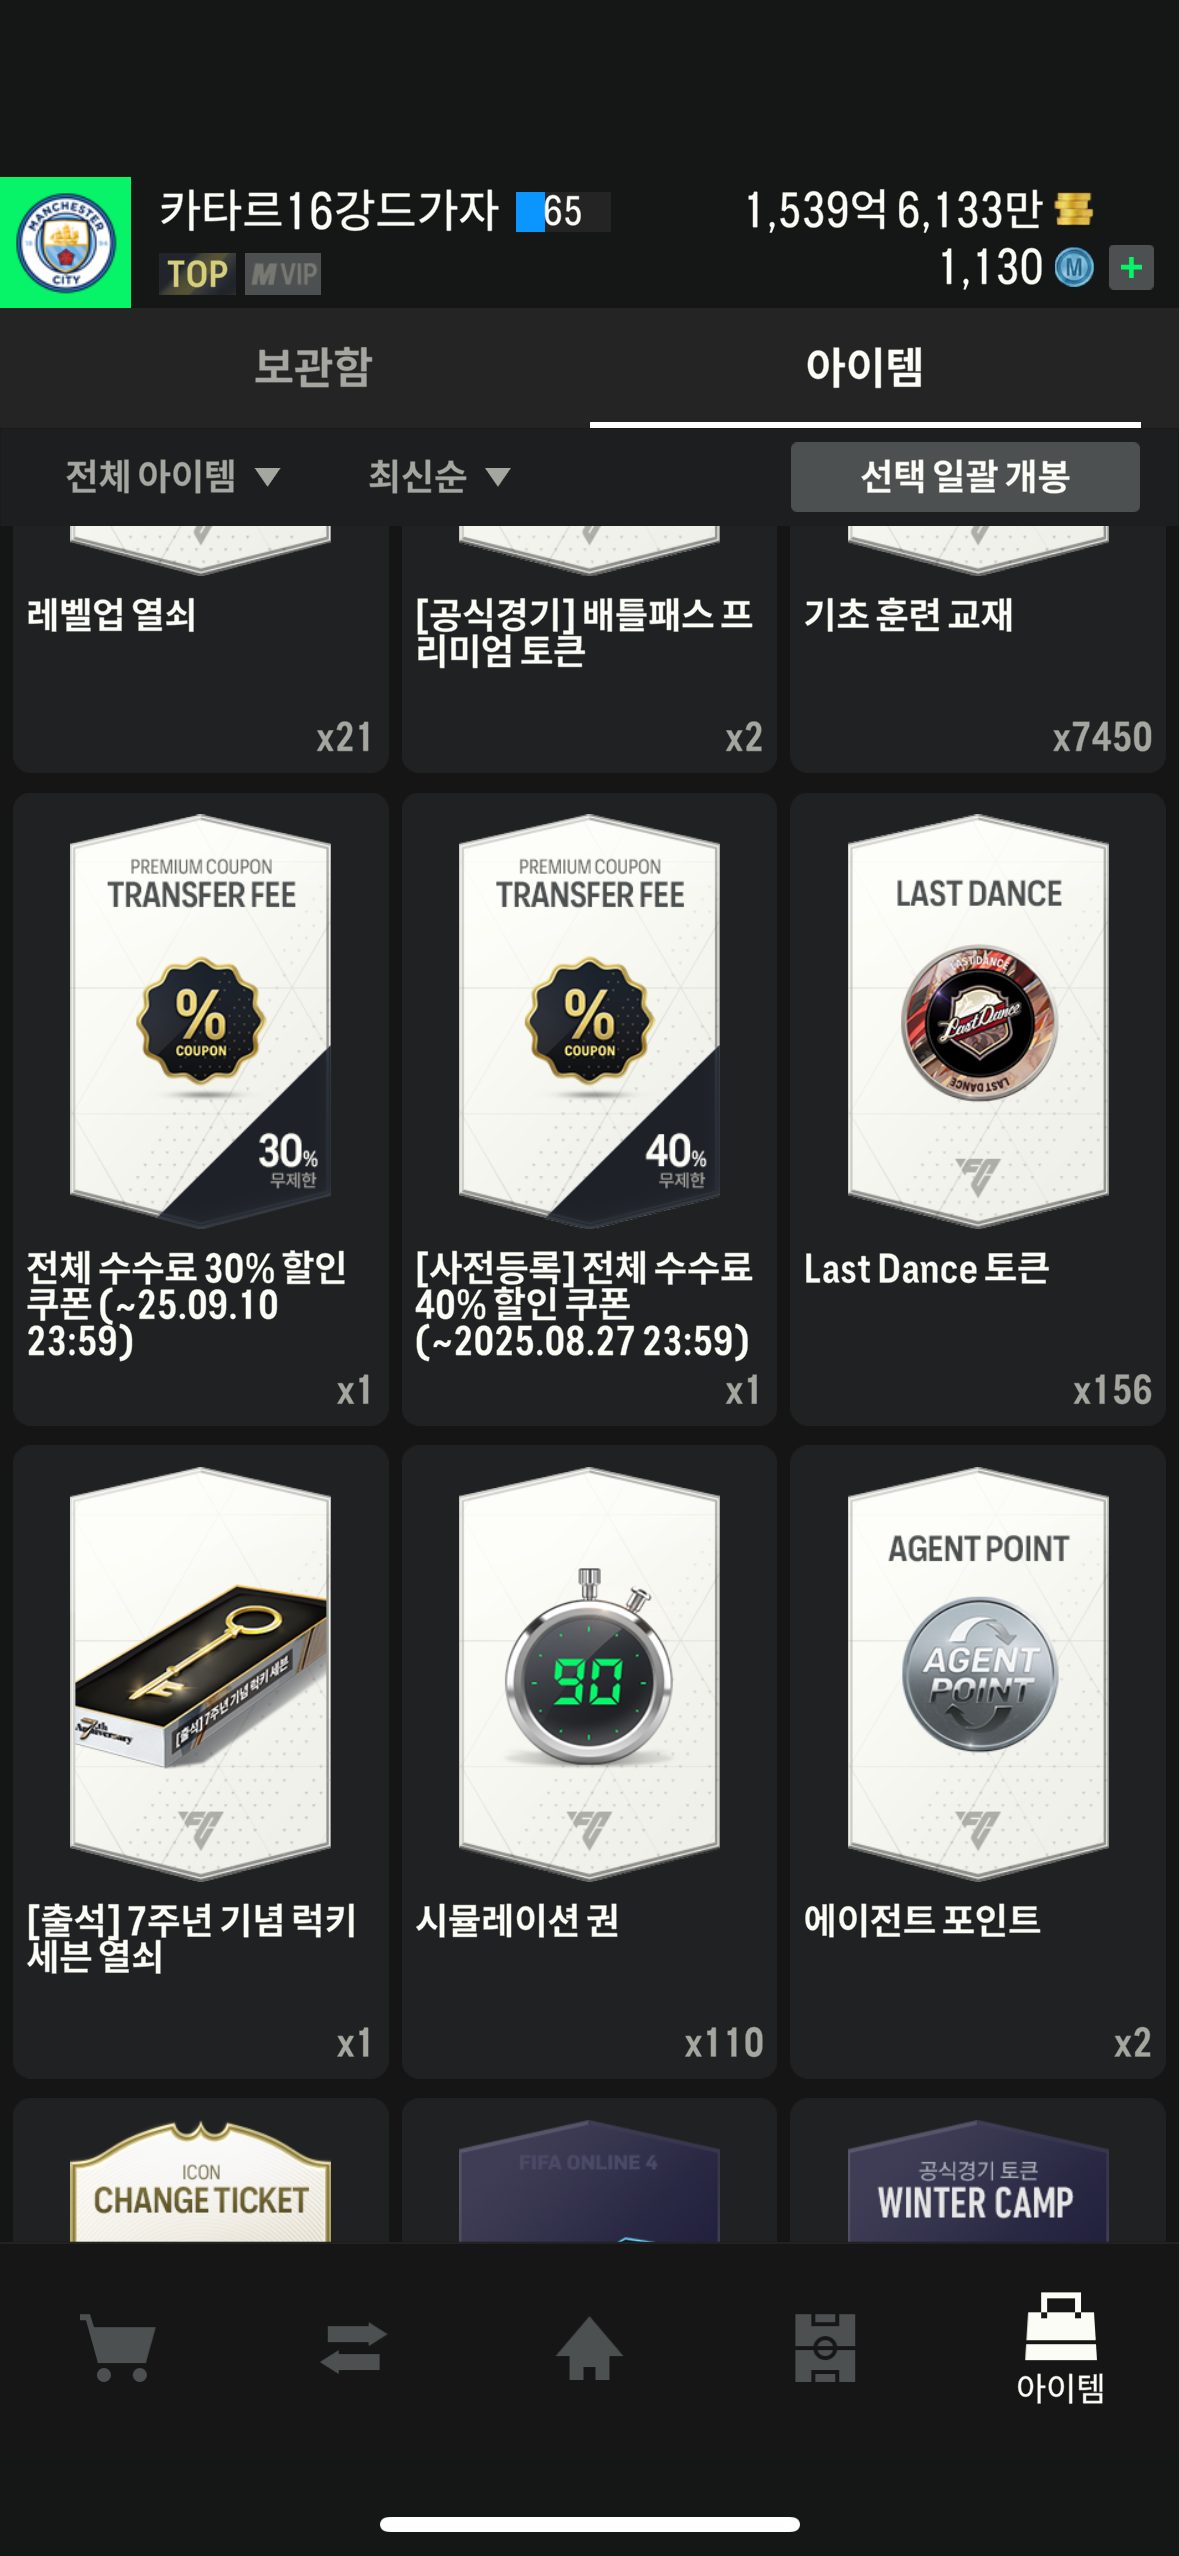 MANCHESTER
18 94
CITY
카타르16강드가자 65
1,539억 6,133만
TOP M VIP
1,130 M +
보관함 아이템
전체 아이템 ▼ 최신순 ▼ 선택 일괄 개봉
레벨업 열쇠
x21
[공식경기] 배틀패스 프
리미엄 토큰
x2
기초 훈련 교재
x7450
PREMIUM COUPON
TRANSFER FEE
%
COUPON
30%
무제한
전체 수수료 30% 할인
쿠폰 (~25.09.10
23:59)
x1
PREMIUM COUPON
TRANSFER FEE
%
COUPON
40%
무제한
[사전등록] 전체 수수료
40% 할인 쿠폰
(~2025.08.27 23:59)
x1
LAST DANCE
LAST DANCE
Last Dance
LAST DANCE
FC
Last Dance 토큰
x156
7th
Anniversary
[출석] 7주년 기념 럭키 세븐
FC
[출석] 7주년 기념 럭키
세븐 열쇠
x1
90
FC
시뮬레이션 권
x110
AGENT POINT
AGENT
POINT
FC
에이전트 포인트
x2
ICON
CHANGE TICKET
FIFA ONLINE 4
공식경기 토큰
WINTER CAMP
아이템